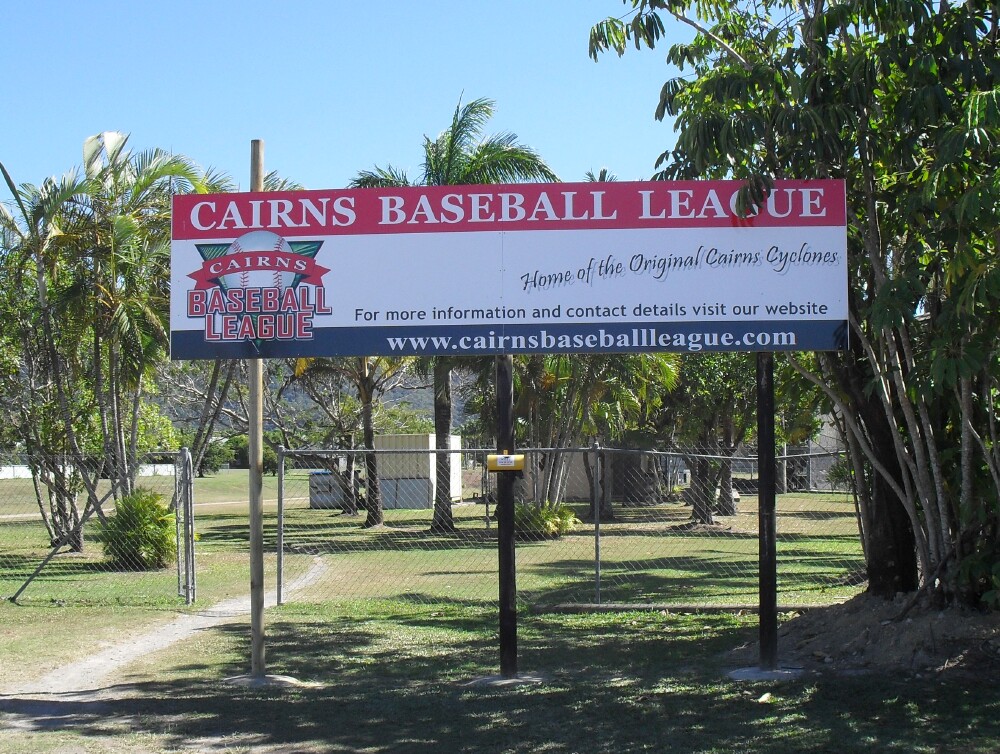 CAIRNS BASEBALL LEAGUE
CAIRNS
BASEBALL
LEAGUE
Home of the Original Cairns Cyclones
For more information and contact details visit our website
www.cairnsbaseballleague.com